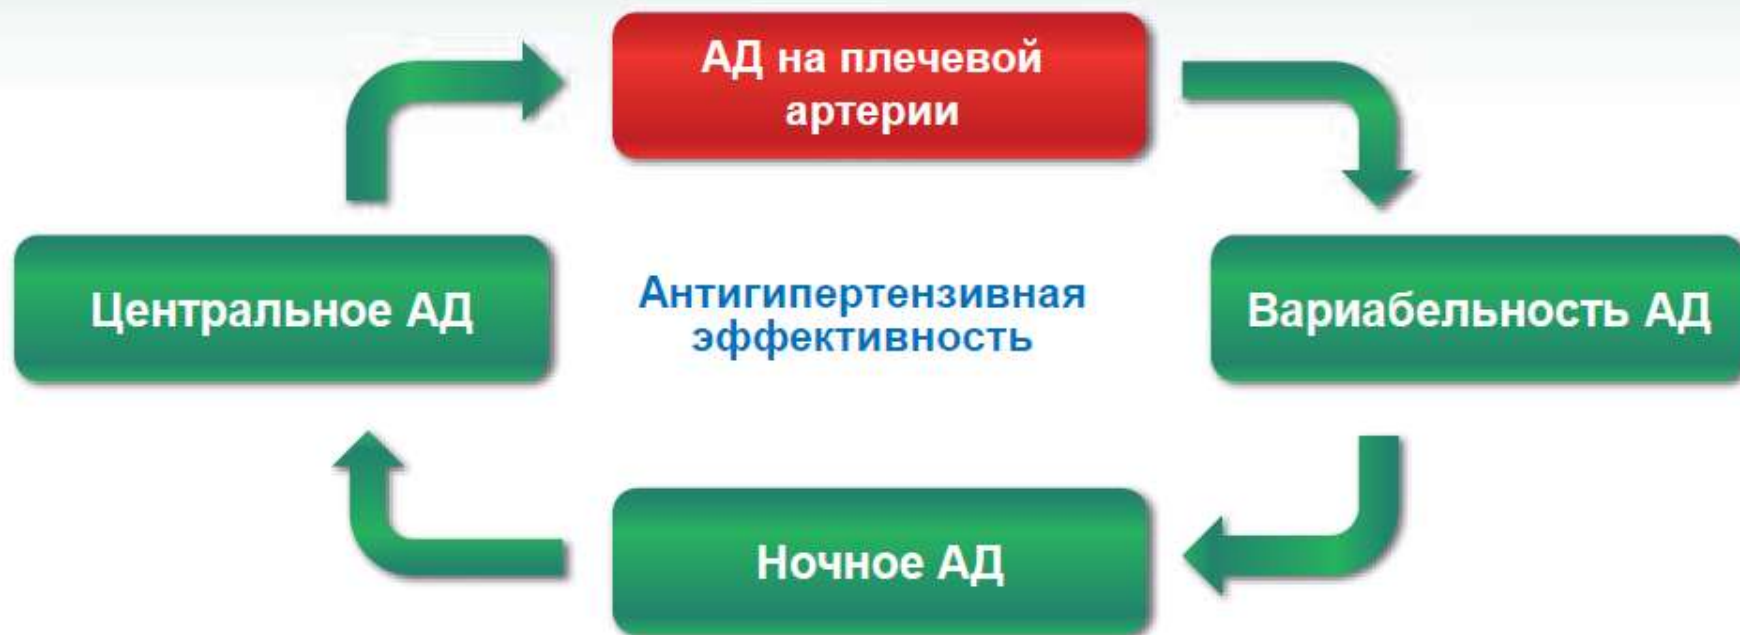 АД на плечевой
артерии
Центральное АД
Антигипертензивная
эффективность
Вариабельность АД
Ночное АД